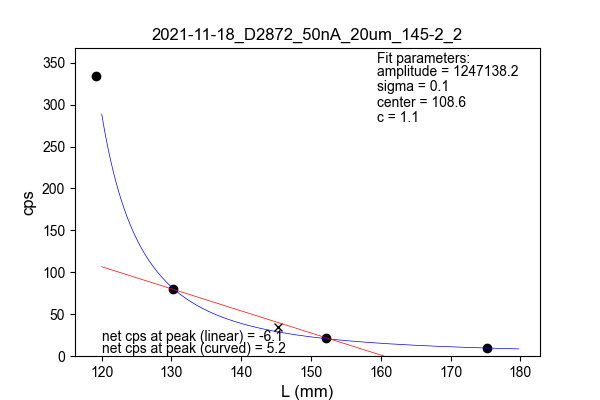 2021-11-18_D2872_50nA_20um_145-2_2
Fit parameters:
amplitude = 1247138.2
sigma = 0.1
center = 108.6
c = 1.1
350
300
250
200
150
100
50
0
cps
net cps at peak (linear) = -6.1
net cps at peak (curved) = 5.2
120 130 140 150 160 170 180
L (mm)